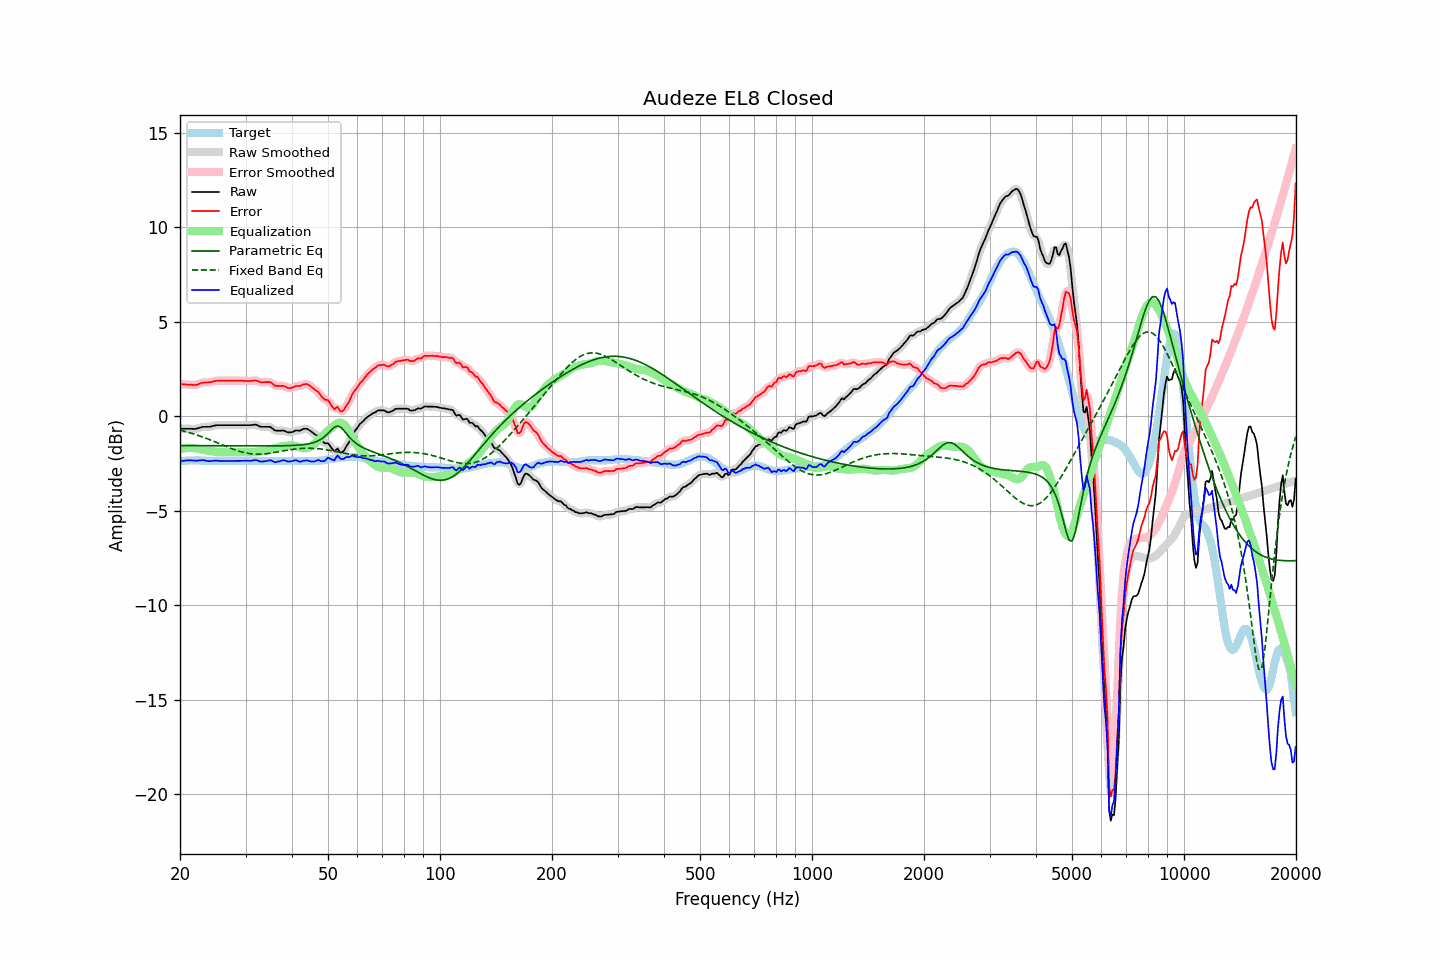 Audeze EL8 Closed
Target
Raw Smoothed
Error Smoothed
Raw
Error
Equalization
Parametric Eq
Fixed Band Eq
Equalized
Amplitude (dBr)
15
10
5
0
−5
−10
−15
−20
20
50
100
200
500
1000
2000
5000
10000
20000
Frequency (Hz)